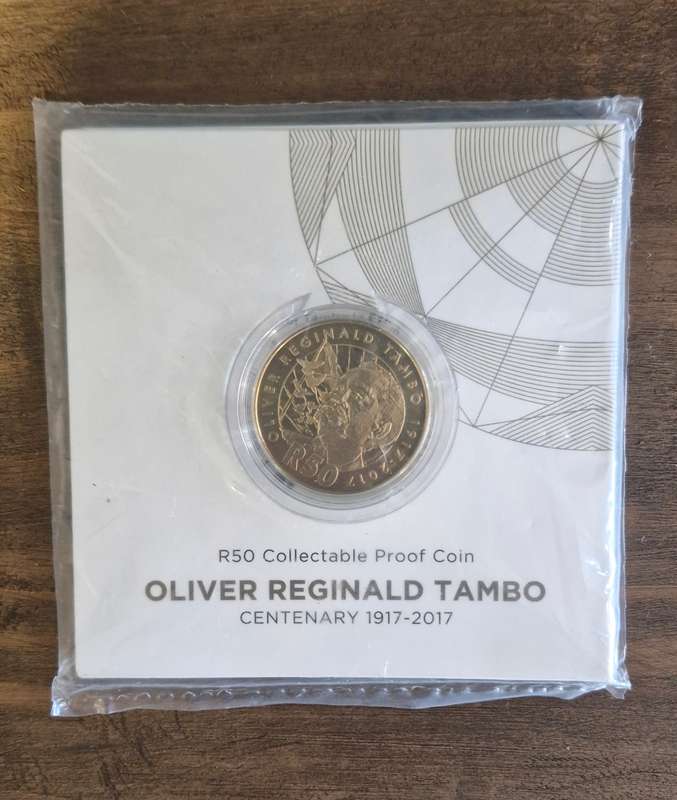 OLIVER REGINALD TAMBO 1917-2017
R50
R50 Collectable Proof Coin
OLIVER REGINALD TAMBO
CENTENARY 1917-2017